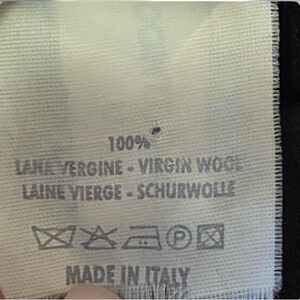 100%
LANA VERGINE - VIRGIN WOOL
LAINE VIERGE - SCHURWOLLE
P
MADE IN ITALY